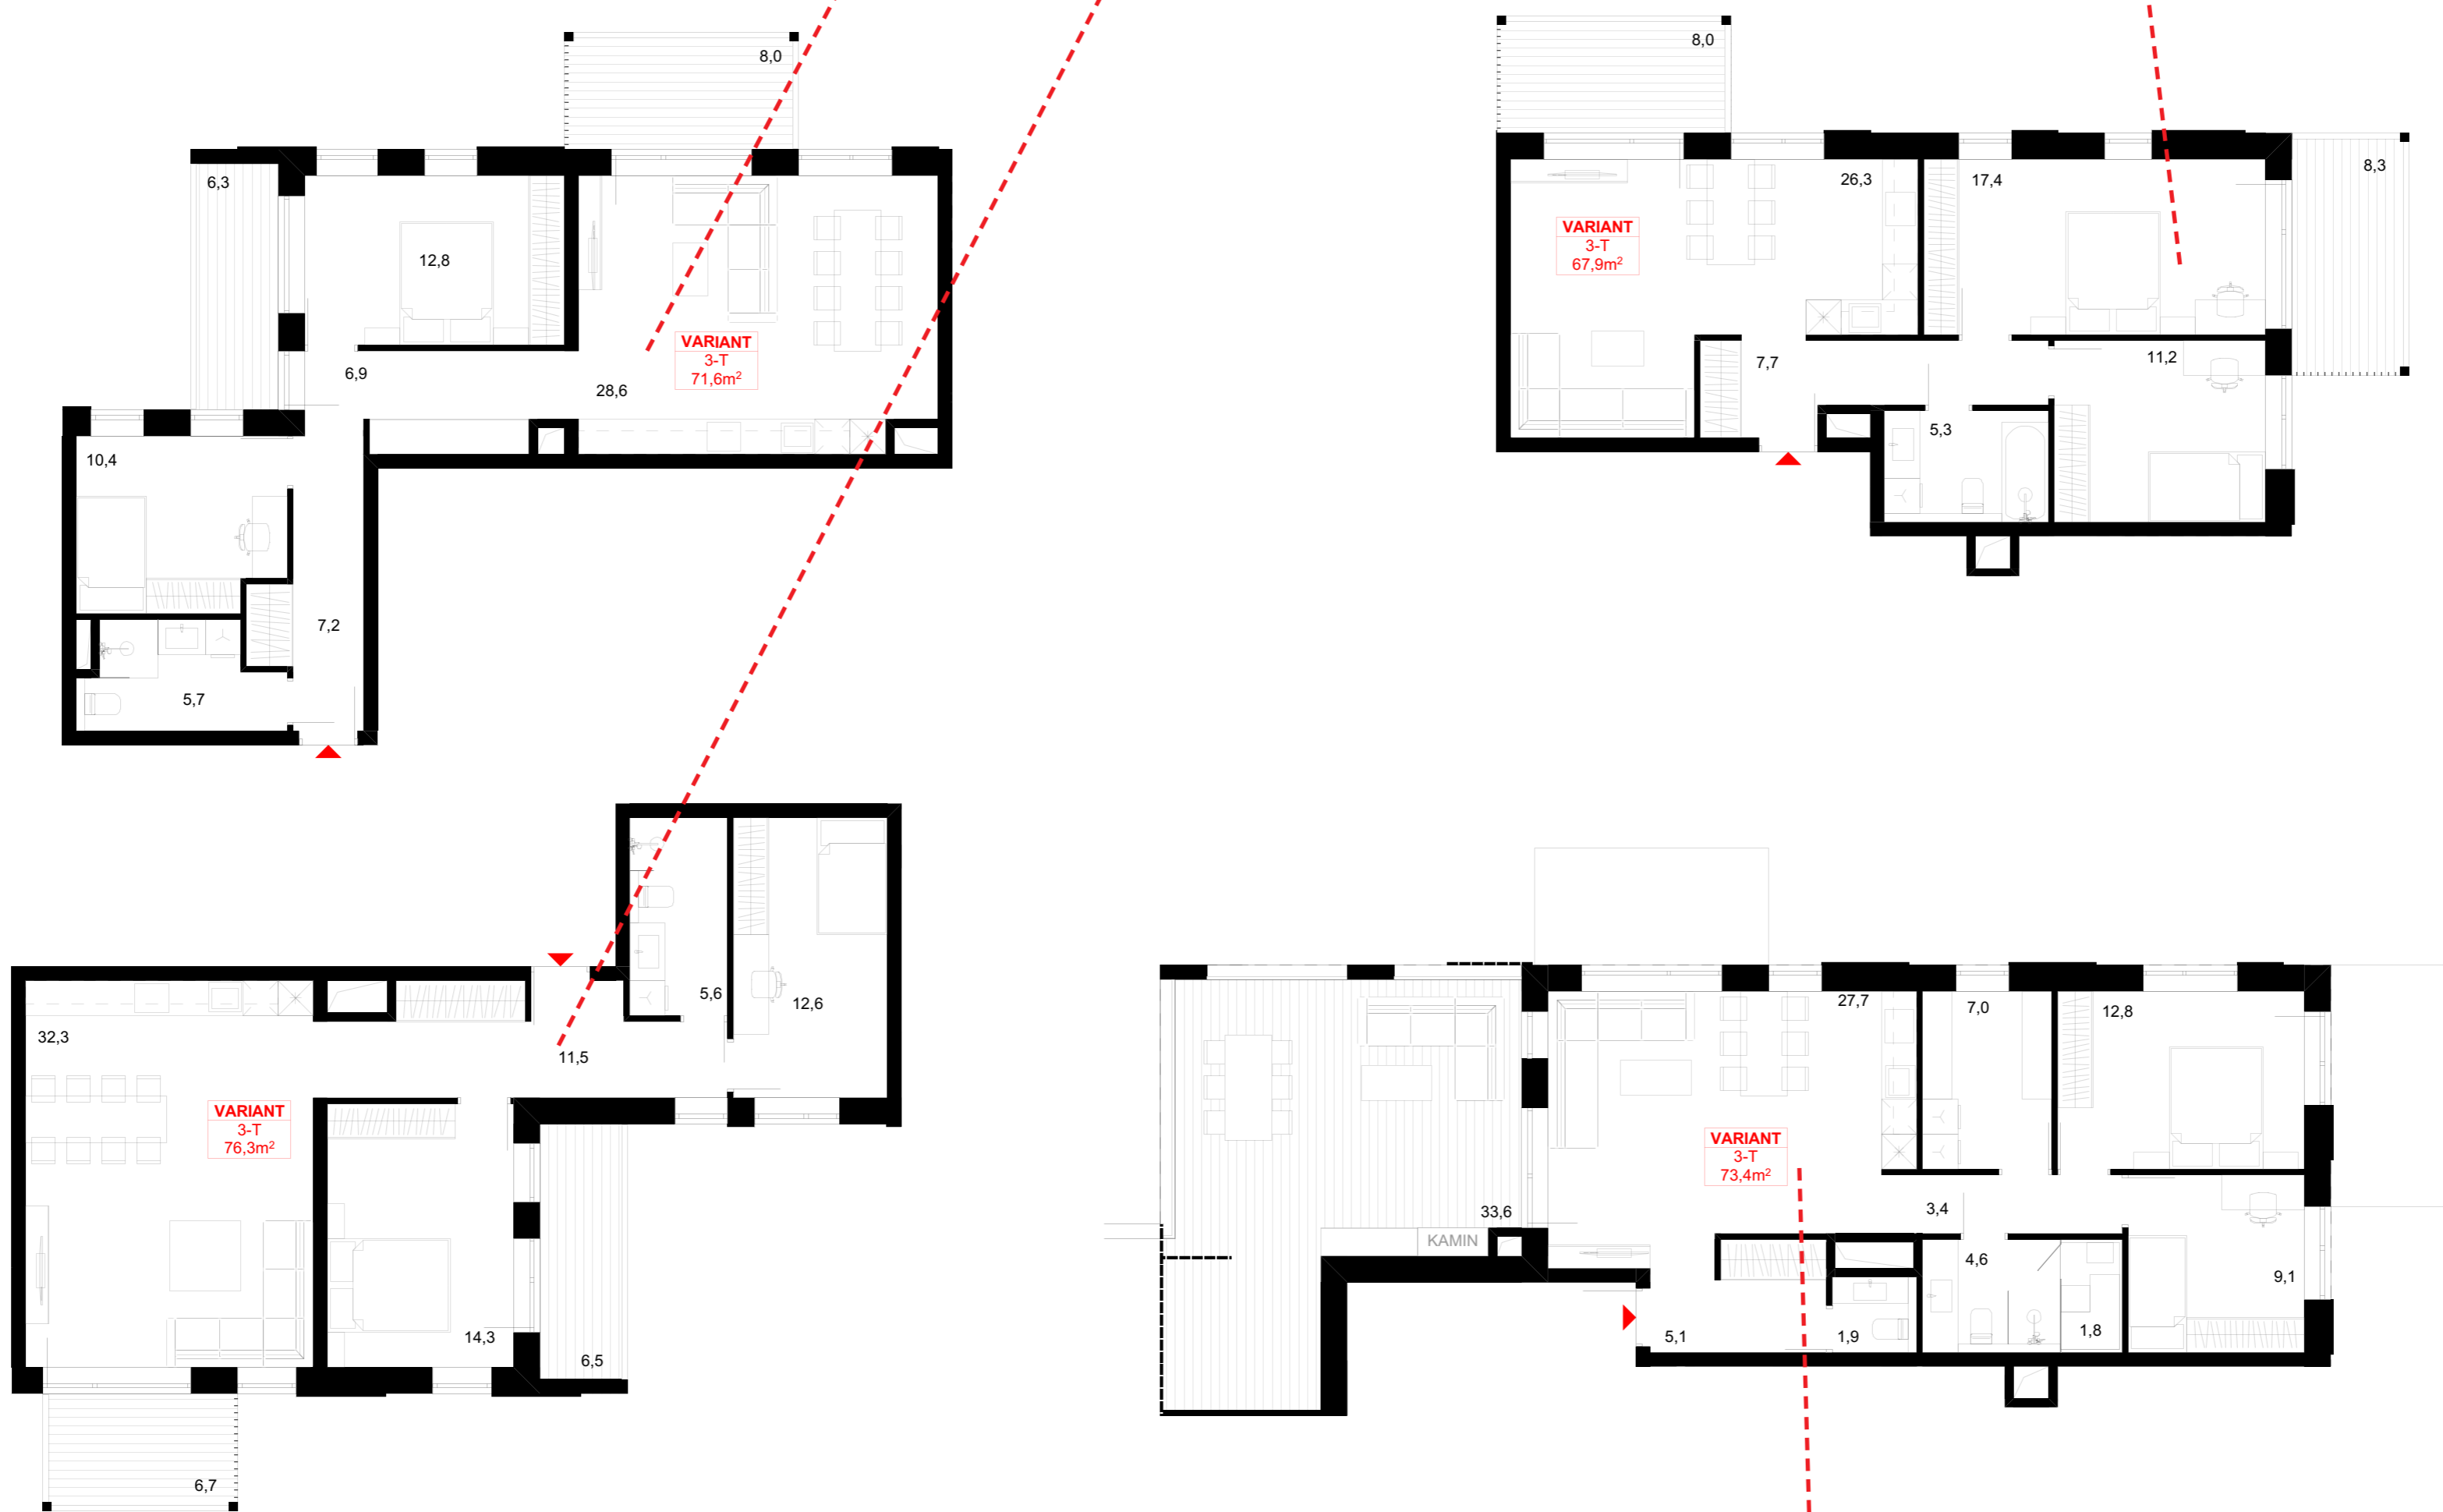 8,0
6,3
12,8
VARIANT
3-T
71,6m²
6,9
28,6
10,4
7,2
5,7
8,0
26,3
17,4
8,3
VARIANT
3-T
67,9m²
7,7
11,2
5,3
5,6
12,6
32,3
11,5
VARIANT
3-T
76,3m²
14,3
6,5
6,7
27,7
7,0
12,8
VARIANT
3-T
73,4m²
33,6
KAMIN
3,4
4,6
9,1
5,1
1,9
1,8